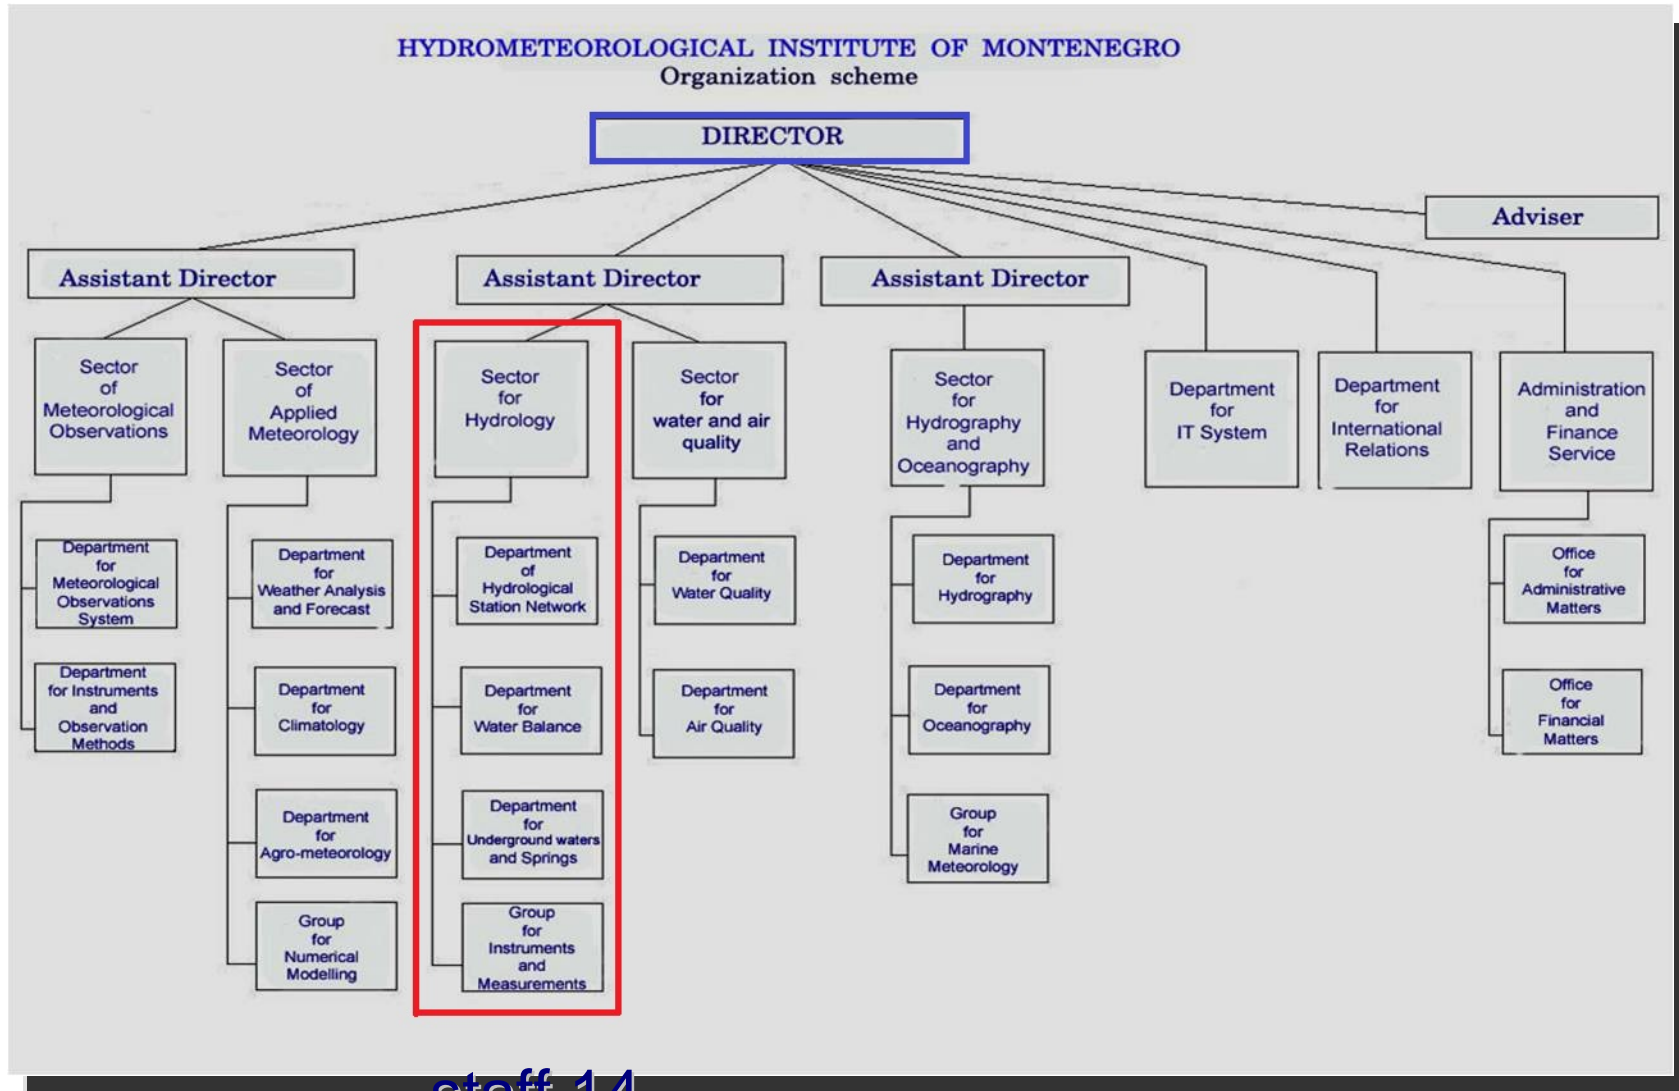 HYDROMETEOROLOGICAL INSTITUTE OF MONTENEGRO
Organization scheme
DIRECTOR
Adviser
Assistant Director
Assistant Director
Assistant Director
Sector
of
Meteorological
Observations
Sector
of
Applied
Meteorology
Sector
for
Hydrology
Sector
for
water and air
quality
Sector
for
Hydrography
and
Oceanography
Department
for
IT System
Department
for
International
Relations
Administration
and
Finance
Service
Department
for
Meteorological
Observations
System
Department
for Instruments
and
Observation
Methods
Department
for
Weather Analysis
and Forecast
Department
for
Climatology
Department
for
Agro-meteorology
Group
for
Numerical
Modelling
Department
of
Hydrological
Station Network
Department
for
Water Balance
Department
for
Underground waters
and Springs
Group
for
Instruments
and
Measurements
Department
for
Water Quality
Department
for
Air Quality
Department
for
Hydrography
Department
for
Oceanography
Group
for
Marine
Meteorology
Office
for
Administrative
Matters
Office
for
Financial
Matters
staff 14